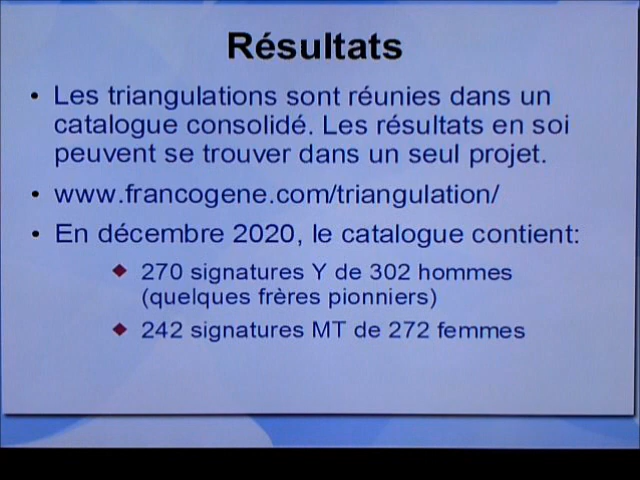 Résultats
• Les triangulations sont réunies dans un
catalogue consolidé. Les résultats en soi
peuvent se trouver dans un seul projet.
• www.francogene.com/triangulation/
• En décembre 2020, le catalogue contient:
◆ 270 signatures Y de 302 hommes
(quelques frères pionniers)
◆ 242 signatures MT de 272 femmes